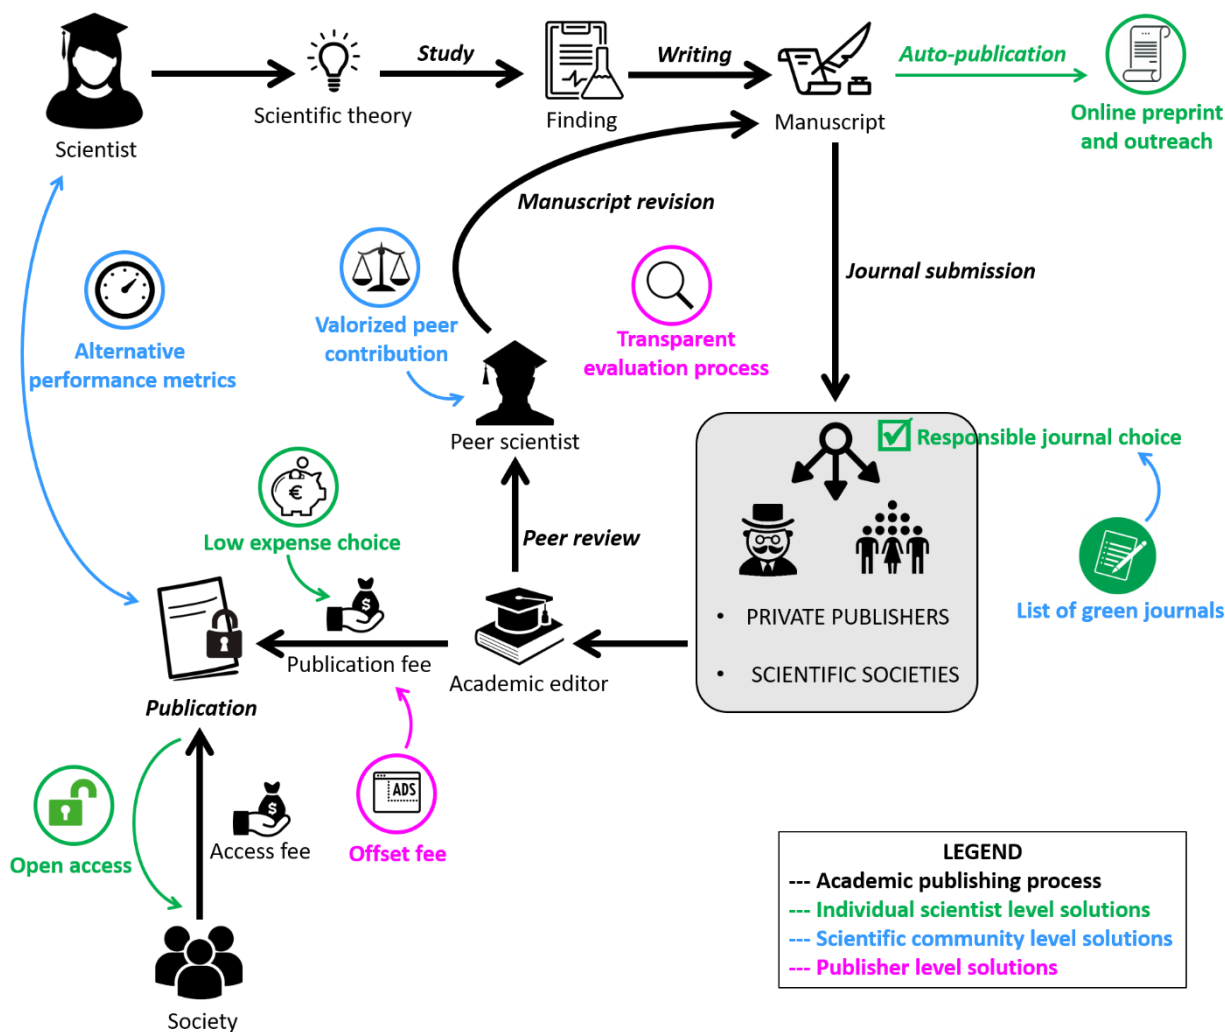 Study
Writing
Auto-publication
Scientist
Scientific theory
Finding
Manuscript
Online preprint
and outreach
Manuscript revision
Journal submission
Alternative
performance metrics
Valorized peer
contribution
Transparent
evaluation process
Peer scientist
Responsible journal choice
Low expense choice
€
Peer review
$
List of green journals
• PRIVATE PUBLISHERS
• SCIENTIFIC SOCIETIES
Publication fee
Academic editor
Publication
ADS
$
Open access
Access fee
Offset fee
Society
LEGEND
--- Academic publishing process
--- Individual scientist level solutions
--- Scientific community level solutions
--- Publisher level solutions